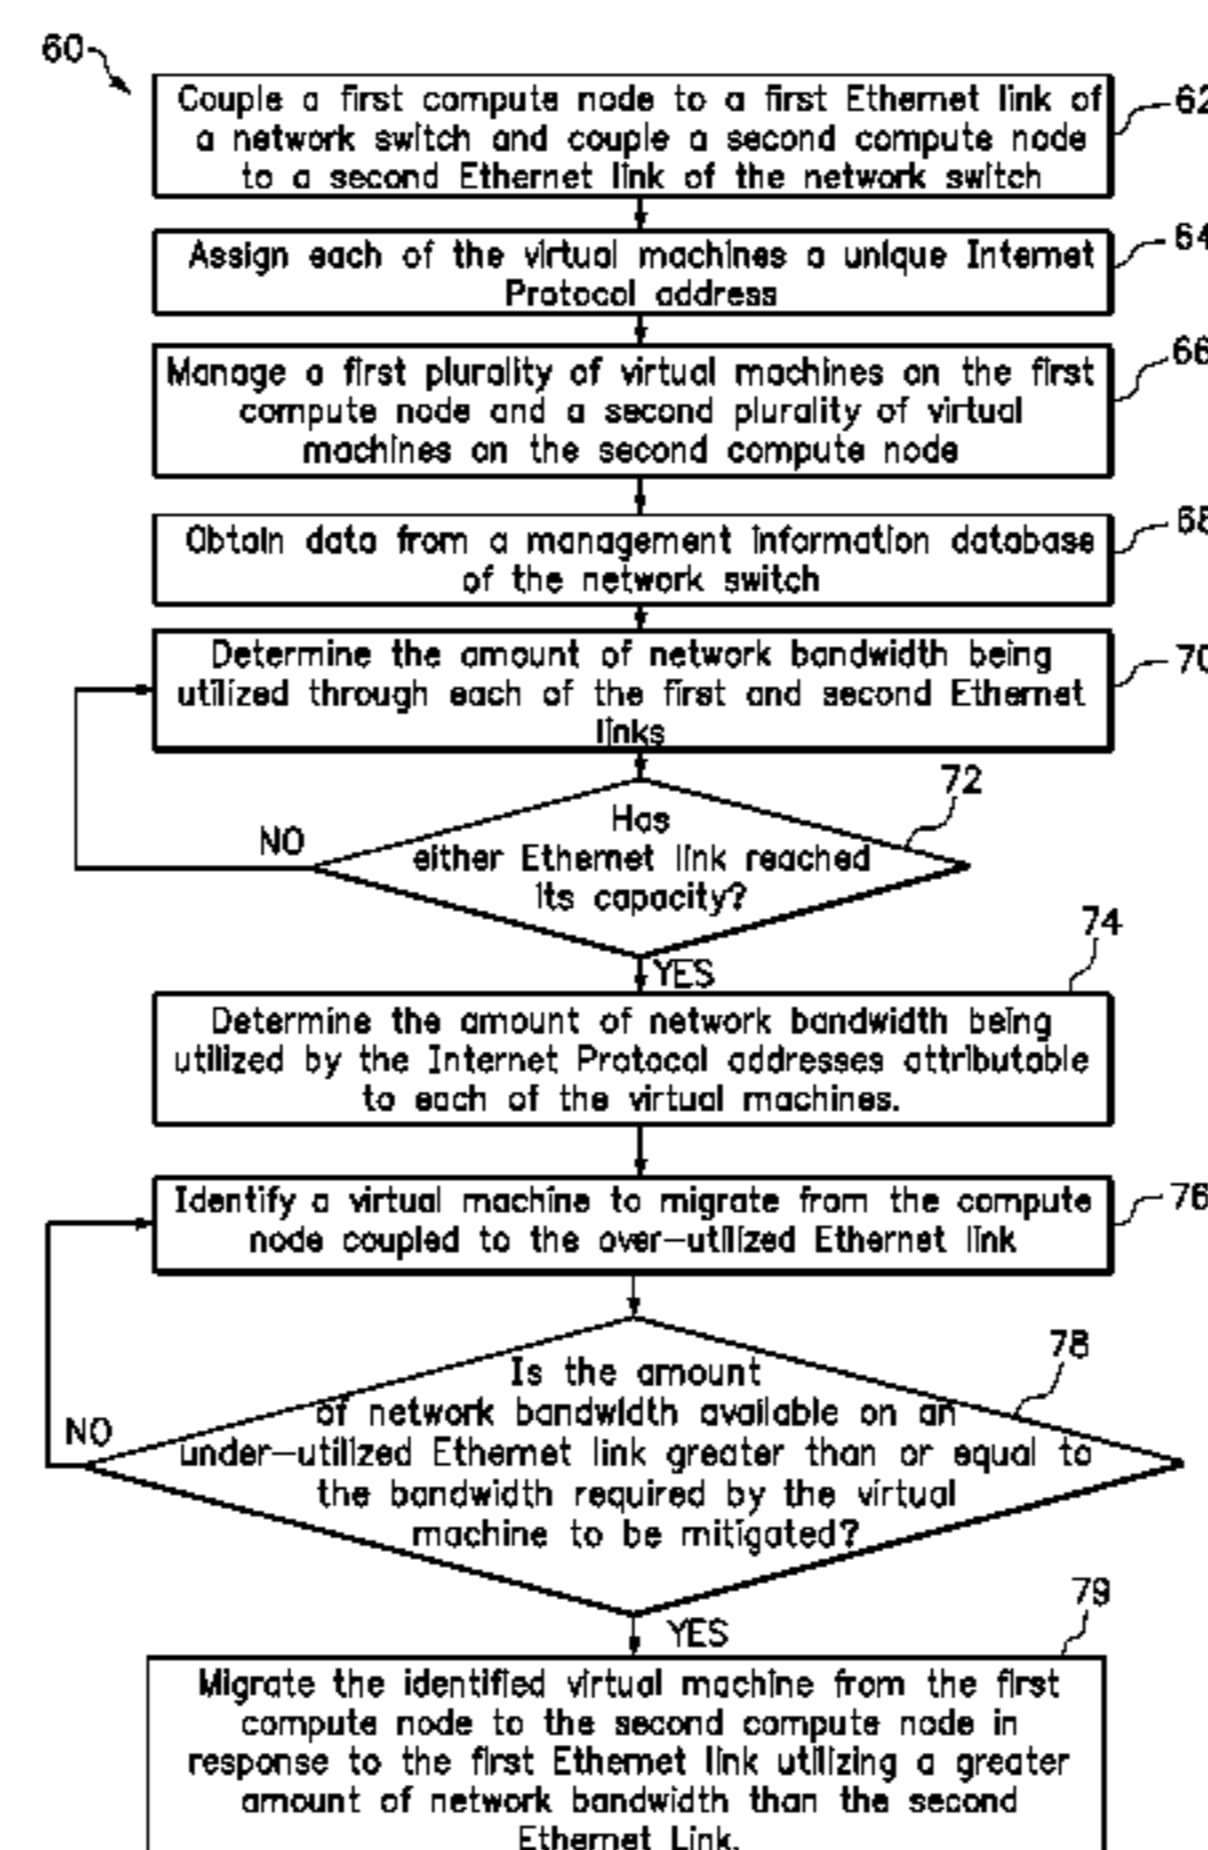 60
Couple a first compute node to a first Ethernet link of
a network switch and couple a second compute node
to a second Ethernet link of the network switch
62
Assign each of the virtual machines a unique Internet
Protocol address
64
Manage a first plurality of virtual machines on the first
compute node and a second plurality of virtual
machines on the second compute node
66
Obtain data from a management information database
of the network switch
68
Determine the amount of network bandwidth being
utilized through each of the first and second Ethernet
links
70
72
Has
either Ethernet link reached
its capacity?
NO
YES
74
Determine the amount of network bandwidth being
utilized by the Internet Protocol addresses attributable
to each of the virtual machines.
Identify a virtual machine to migrate from the compute
node coupled to the over-utilized Ethernet link
76
78
Is the amount
of network bandwidth available on an
under-utilized Ethernet link greater than or equal to
the bandwidth required by the virtual
machine to be mitigated?
NO
YES
79
Migrate the identified virtual machine from the first
compute node to the second compute node in
response to the first Ethernet link utilizing a greater
amount of network bandwidth than the second
Ethernet Link.